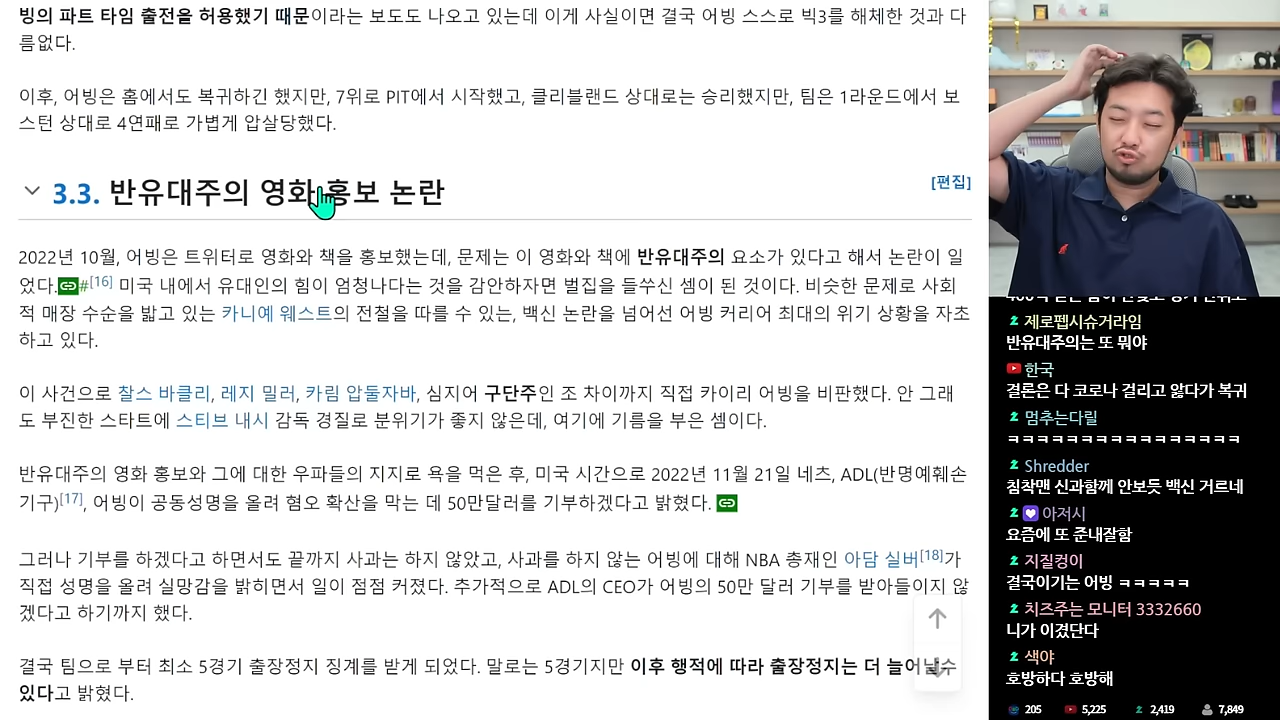 빙의 파트 타임 출전을 허용했기 때문이라는 보도도 나오고 있는데 이게 사실이면 결국 어빙 스스로 빅3를 해체한 것과 다
름없다.
이후, 어빙은 홈에서도 복귀하긴 했지만, 7위로 PIT에서 시작했고, 클리블랜드 상대로는 승리했지만, 팀은 1라운드에서 보
스턴 상대로 4연패로 가볍게 압살당했다.
3.3. 반유대주의 영화 홍보 논란
[편집]
2022년 10월, 어빙은 트위터로 영화와 책을 홍보했는데, 문제는 이 영화와 책에 반유대주의 요소가 있다고 해서 논란이 일
었다.#[16] 미국 내에서 유대인의 힘이 엄청나다는 것을 감안하자면 벌집을 들쑤신 셈이 된 것이다. 비슷한 문제로 사회
적 매장 수순을 밟고 있는 카니예 웨스트의 전철을 따를 수 있는, 백신 논란을 넘어선 어빙 커리어 최대의 위기 상황을 자초
하고 있다.
이 사건으로 찰스 바클리, 레지 밀러, 카림 압둘자바, 심지어 구단주인 조 차이까지 직접 카이리 어빙을 비판했다. 안 그래
도 부진한 스타트에 스티브 내시 감독 경질로 분위기가 좋지 않은데, 여기에 기름을 부은 셈이다.
반유대주의 영화 홍보와 그에 대한 우파들의 지지로 욕을 먹은 후, 미국 시간으로 2022년 11월 21일 네츠, ADL(반명예훼손
기구)[17], 어빙이 공동성명을 올려 혐오 확산을 막는 데 50만달러를 기부하겠다고 밝혔다.
그러나 기부를 하겠다고 하면서도 끝까지 사과는 하지 않았고, 사과를 하지 않는 어빙에 대해 NBA 총재인 아담 실버[18]가
직접 성명을 올려 실망감을 밝히면서 일이 점점 커졌다. 추가적으로 ADL의 CEO가 어빙의 50만 달러 기부를 받아들이지 않
겠다고 하기까지 했다.
결국 팀으로 부터 최소 5경기 출장정지 징계를 받게 되었다. 말로는 5경기지만 이후 행적에 따라 출장정지는 더 늘어날수
있다고 밝혔다.
제로펩시슈거라임
반유대주의는 또 뭐야
한국
결론은 다 코로나 걸리고 앓다가 복귀
멈추는다릴
ㅋㅋㅋㅋㅋㅋㅋㅋㅋㅋㅋㅋㅋㅋㅋㅋ
Shredder
침착맨 신과함께 안보듯 백신 거르네
아저시
요즘에 또 준내잘함
지질컹이
결국이기는 어빙 ㅋㅋㅋㅋㅋ
치즈주는 모니터 3332660
니가 이겼단다
색야
호방하다 호방해
205 5,225 2,419 7,849